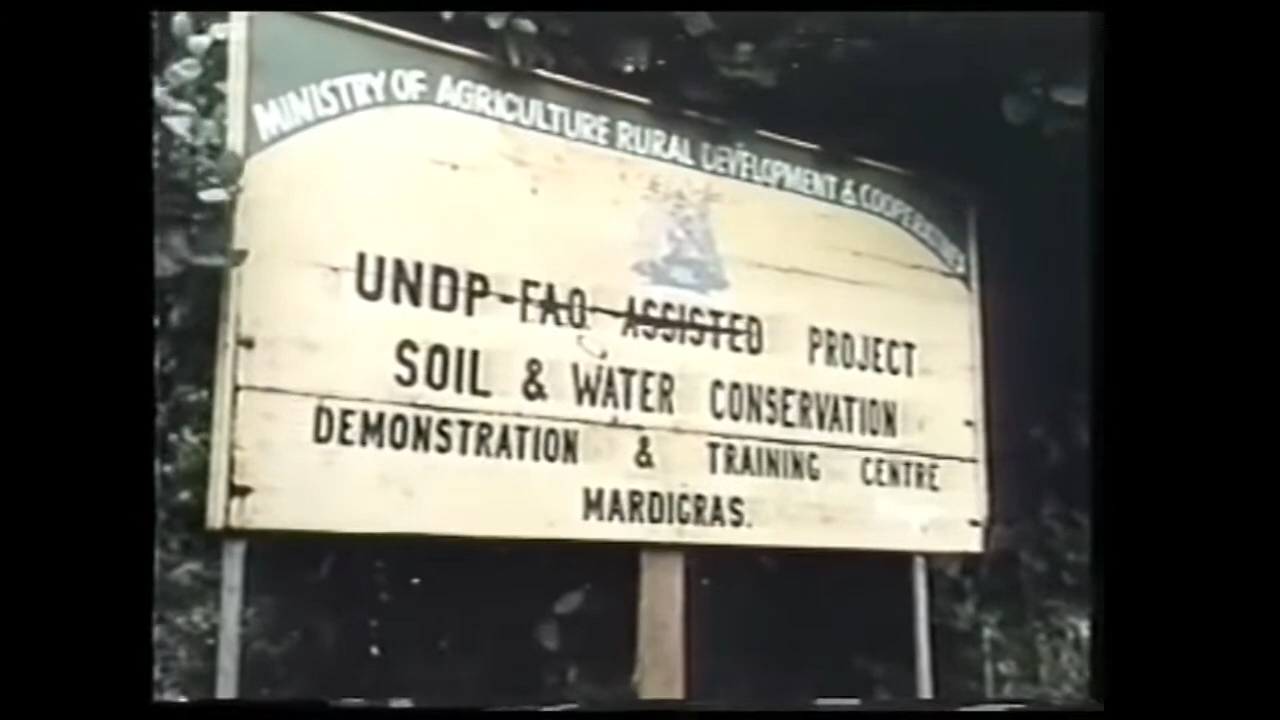 MINISTRY OF AGRICULTURE RURAL DEVELOPMENT & COOPERATIVES
UNDP-FAO ASSISTED PROJECT
SOIL & WATER CONSERVATION
DEMONSTRATION & TRAINING CENTRE
MARDIGRAS.